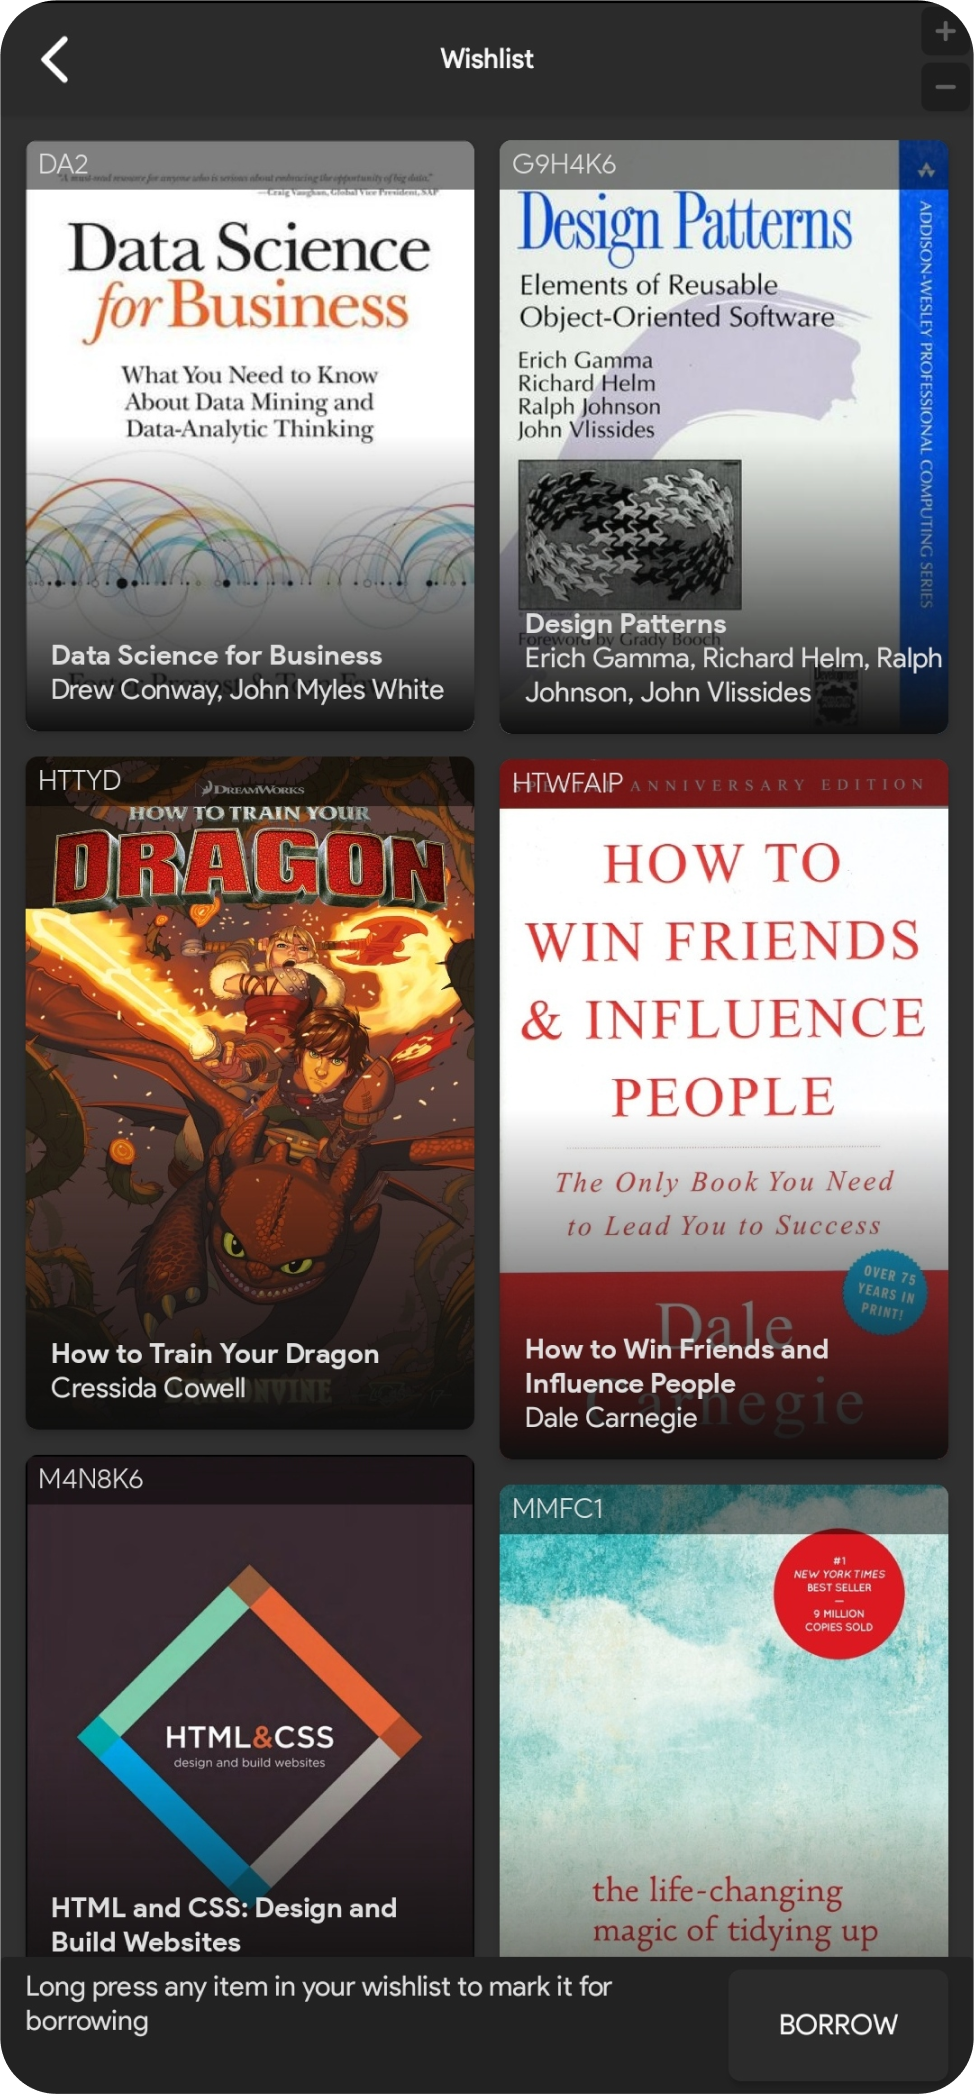 Wishlist
+
−
DA2
"A must-read resource for anyone who is serious about embracing the opportunity of big data."
—Craig Vaughan, Global Vice President, SAP
Data Science
for Business
What You Need to Know
About Data Mining and
Data-Analytic Thinking
Data Science for Business
Drew Conway, John Myles White
G9H4K6
Design Patterns
Elements of Reusable
Object-Oriented Software
Erich Gamma
Richard Helm
Ralph Johnson
John Vlissides
ADDISON-WESLEY PROFESSIONAL COMPUTING SERIES
Foreword by Grady Booch
Design Patterns
Erich Gamma, Richard Helm, Ralph
Johnson, John Vlissides
HTTYD
DREAMWORKS
HOW TO TRAIN YOUR
DRAGON
DRAGONVINE
How to Train Your Dragon
Cressida Cowell
HTWFAIP
ANNIVERSARY EDITION
HOW TO
WIN FRIENDS
& INFLUENCE
PEOPLE
The Only Book You Need
to Lead You to Success
OVER 75
YEARS IN
PRINT!
Dale
Carnegie
How to Win Friends and
Influence People
Dale Carnegie
M4N8K6
HTML&CSS
design and build websites
HTML and CSS: Design and
Build Websites
MMFC1
#1
NEW YORK TIMES
BEST SELLER
—
9 MILLION
COPIES SOLD
the life-changing
magic of tidying up
Long press any item in your wishlist to mark it for
borrowing
BORROW